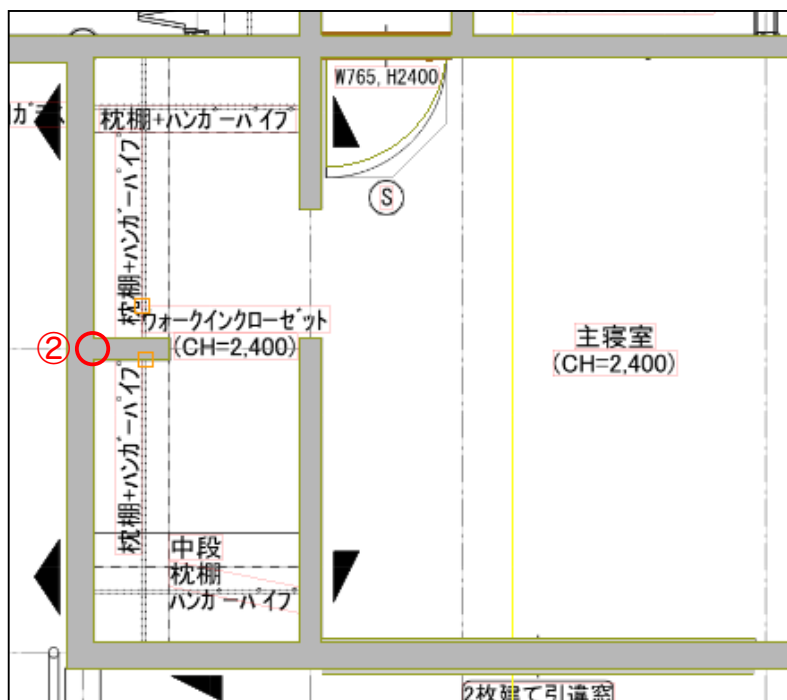 W765, H2400
枕棚+ハンガーパイプ
枕棚+ハンガーパイプ
S
ウォークインクローゼット
(CH=2,400)
②
主寝室
(CH=2,400)
枕棚+ハンガーパイプ
中段
枕棚
ハンガーパイプ
2枚建て引違窓